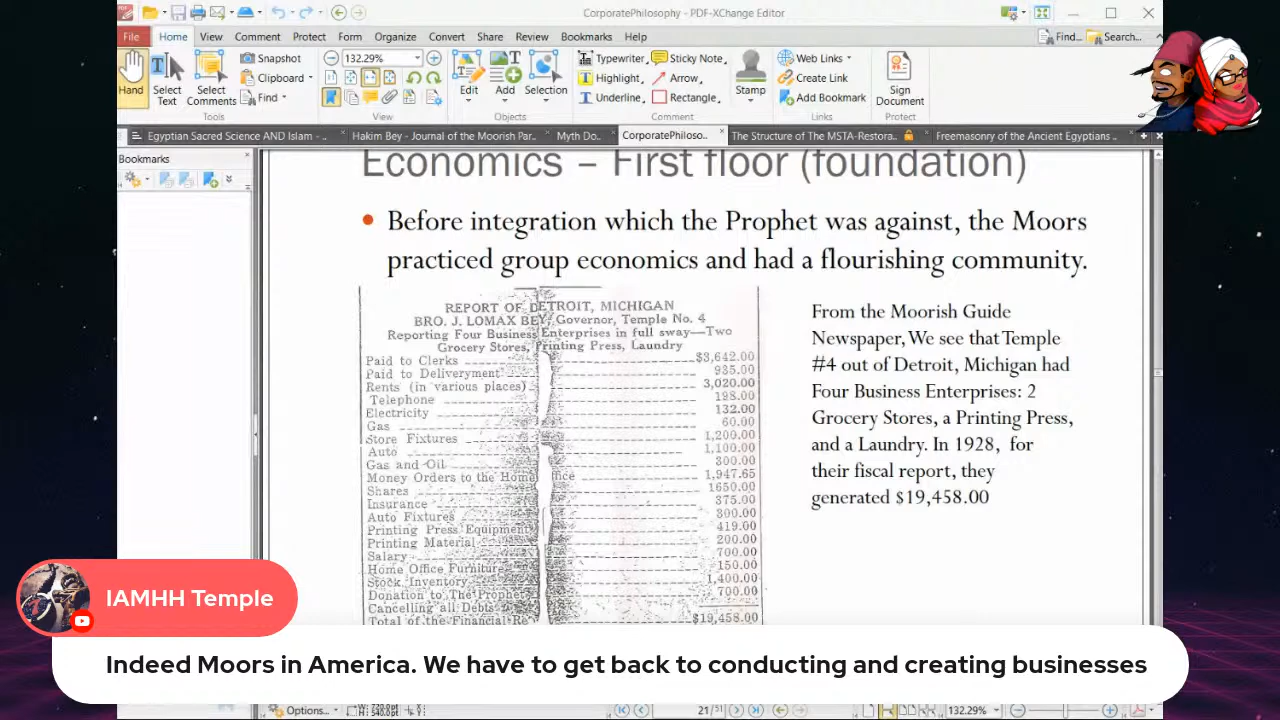 CorporatePhilosophy - PDF-XChange Editor
File Home View Comment Protect Form Organize Convert Share Review Bookmarks Help
Find... Search...
Hand
Select Text
Select Comments
Snapshot
Clipboard
Find
Tools
132.29%
View
Edit
Add
Selection
Objects
Typewriter
Highlight
Underline
Sticky Note
Arrow
Rectangle
Comment
Stamp
Web Links
Create Link
Add Bookmark
Links
Sign Document
Protect
Egyptian Sacred Science AND Islam - ..
Hakim Bey - Journal of the Moorish Par..
Myth Do..
CorporatePhiloso..
The Structure of The MSTA-Restora..
Freemasonry of the Ancient Egyptians ..
Bookmarks
Economics – First floor (foundation)
Before integration which the Prophet was against, the Moors
practiced group economics and had a flourishing community.
REPORT OF DETROIT, MICHIGAN
BRO. J. LOMAX BEY, Governor, Temple No. 4
Reporting Four Business Enterprises in full sway—Two
Grocery Stores, Printing Press, Laundry
Paid to Clerks $3,642.00
Paid to Deliveryment 935.00
Rents (in various places) 3,020.00
Telephone 198.00
Electricity 132.00
Gas 60.00
Store Fixtures 1,200.00
Auto 1,100.00
Gas and Oil 300.00
Money Orders to the Home Office 1,947.65
Shares 1650.00
Insurance 375.00
Auto Fixtures 300.00
Printing Press Equipment 419.00
Printing Material 200.00
Salary 700.00
Home Office Furniture 150.00
Stock Inventory 1,400.00
Donation to The Prophet 700.00
Cancelling all Debts
Total of the Financial Re $19,458.00
From the Moorish Guide
Newspaper, We see that Temple
#4 out of Detroit, Michigan had
Four Business Enterprises: 2
Grocery Stores, a Printing Press,
and a Laundry. In 1928, for
their fiscal report, they
generated $19,458.00
IAMHH Temple
Indeed Moors in America. We have to get back to conducting and creating businesses
Options...
21
132.29%